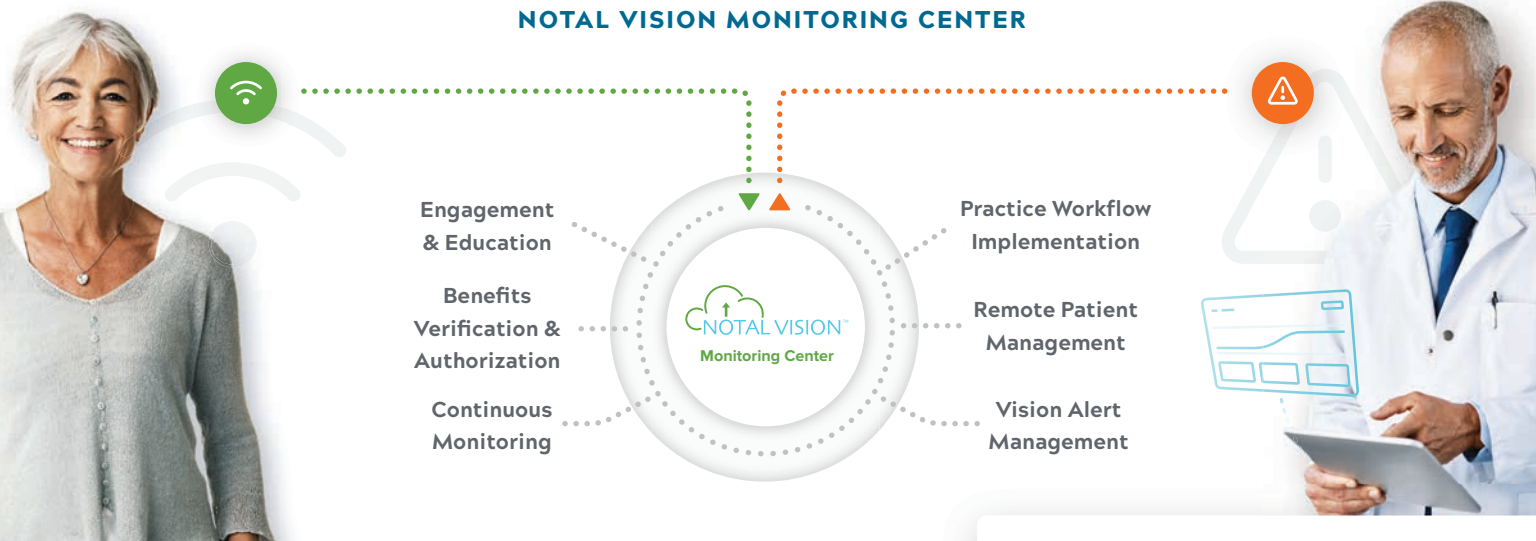 NOTAL VISION MONITORING CENTER
Engagement
& Education
Benefits
Verification &
Authorization
Continuous
Monitoring
NOTAL VISION™
Monitoring Center
Practice Workflow
Implementation
Remote Patient
Management
Vision Alert
Management